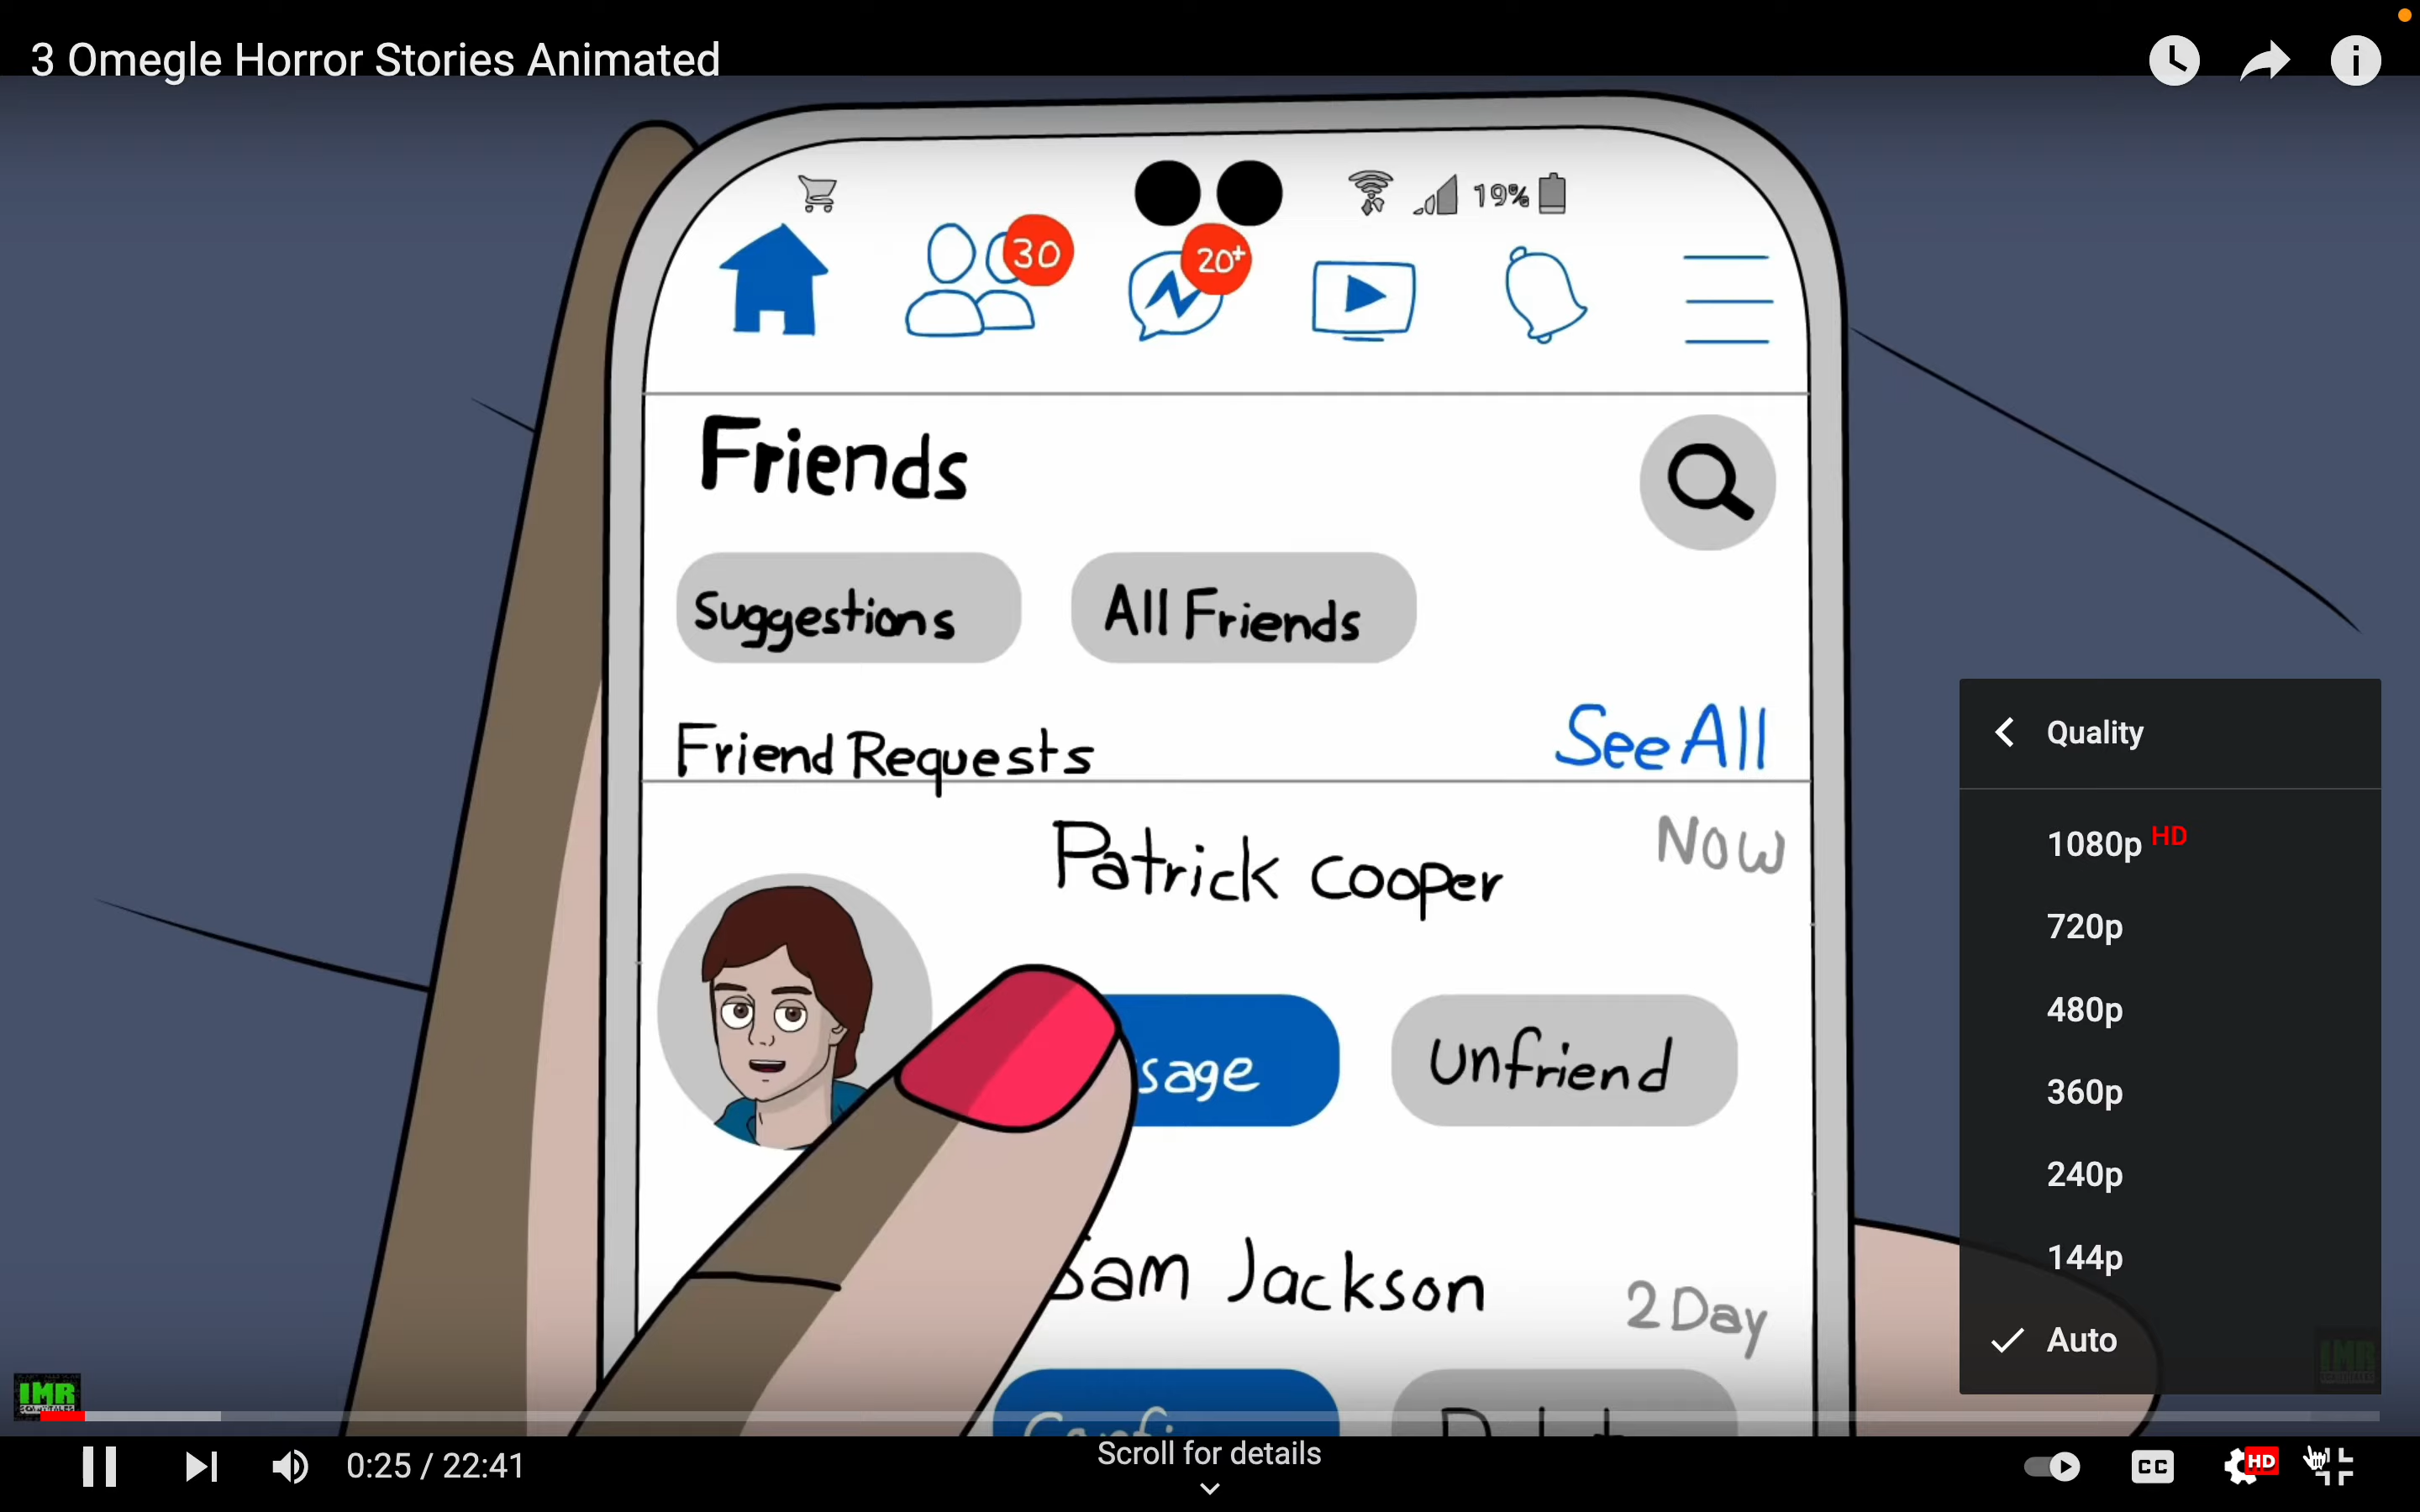 3 Omegle Horror Stories Animated
19%
30
20+
Friends
Suggestions
All Friends
Friend Requests
See All
Patrick Cooper
Now
sage
Unfriend
Sam Jackson
2 Day
Quality
1080p HD
720p
480p
360p
240p
144p
Auto
IMR
0:25 / 22:41
Scroll for details
CC
HD